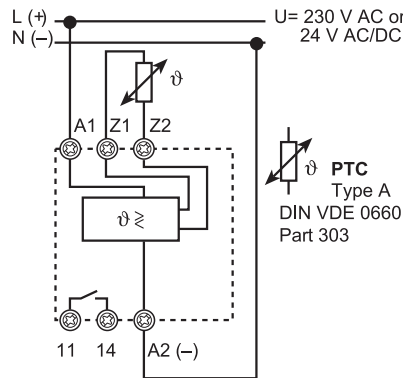 L (+)
U= 230 V AC or
N (–)
24 V AC/DC
ϑ
A1 Z1 Z2
ϑ PTC
Type A
ϑ ≷
DIN VDE 0660
Part 303
11 14 A2 (–)